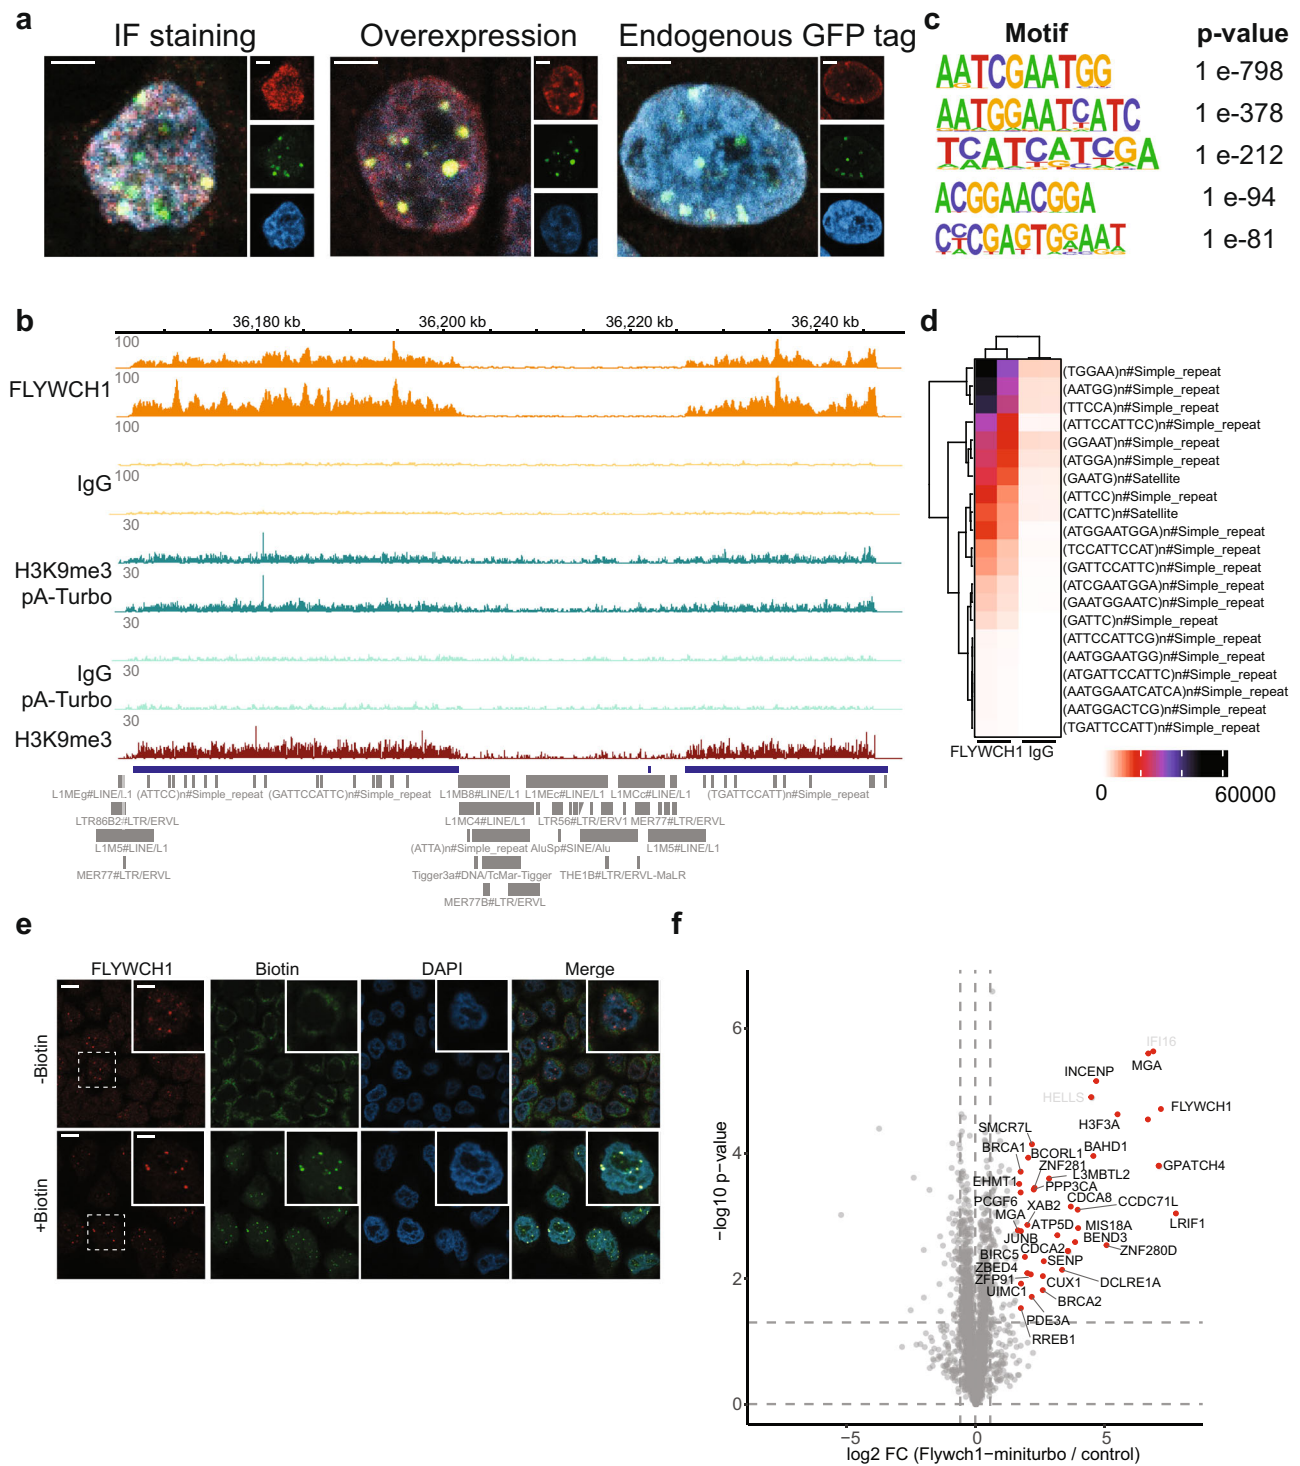 a
IF staining
Overexpression
Endogenous GFP tag
c
Motif
p-value
AATCGAATGG
1 e-798
AATGGAATCATC
1 e-378
TCATCATCGA
1 e-212
ACGGAACGGA
1 e-94
CCCGAGTGGAAT
1 e-81
b
36,180 kb
36,200 kb
36,220 kb
36,240 kb
100
FLYWCH1
100
100
IgG
100
30
H3K9me3
pA-Turbo
30
30
IgG
pA-Turbo
30
30
H3K9me3
L1MEg#LINE/L1
(ATTCC)n#Simple_repeat
(GATTCCATTC)n#Simple_repeat
L1MB8#LINE/L1
L1MEc#LINE/L1
L1MCc#LINE/L1
(TGATTCCATT)n#Simple_repeat
LTR86B2#LTR/ERVL
L1MC4#LINE/L1
LTR56#LTR/ERV1
MER77#LTR/ERVL
L1M5#LINE/L1
(ATTA)n#Simple_repeat
AluSp#SINE/Alu
L1M5#LINE/L1
MER77#LTR/ERVL
Tigger3a#DNA/TcMar-Tigger
THE1B#LTR/ERVL-MaLR
MER77B#LTR/ERVL
d
(TGGAA)n#Simple_repeat
(AATGG)n#Simple_repeat
(TTCCA)n#Simple_repeat
(ATTCCATTCC)n#Simple_repeat
(GGAAT)n#Simple_repeat
(ATGGA)n#Simple_repeat
(GAATG)n#Satellite
(ATTCC)n#Simple_repeat
(CATTC)n#Satellite
(ATGGAATGGA)n#Simple_repeat
(TCCATTCCAT)n#Simple_repeat
(GATTCCATTC)n#Simple_repeat
(ATCGAATGGA)n#Simple_repeat
(GAATGGAATC)n#Simple_repeat
(GATTC)n#Simple_repeat
(ATTCCATTCG)n#Simple_repeat
(AATGGAATGG)n#Simple_repeat
(ATGATTCCATTC)n#Simple_repeat
(AATGGAATCATCA)n#Simple_repeat
(AATGGACTCG)n#Simple_repeat
(TGATTCCATT)n#Simple_repeat
FLYWCH1 IgG
0
60000
e
FLYWCH1
Biotin
DAPI
Merge
-Biotin
+Biotin
f
−log10 p−value
6
4
2
0
IFI16
MGA
INCENP
HELLS
FLYWCH1
H3F3A
SMCR7L
BRCA1
BCORL1
BAHD1
ZNF281
GPATCH4
L3MBTL2
EHMT1
PPP3CA
PCGF6
CDCA8
CCDC71L
MGA
XAB2
LRIF1
ATP5D
MIS18A
JUNB
BEND3
BIRC5
CDCA2
ZNF280D
SENP
ZBED4
ZFP91
CUX1
DCLRE1A
UIMC1
BRCA2
PDE3A
RREB1
−5
0
5
log2 FC (Flywch1−miniturbo / control)